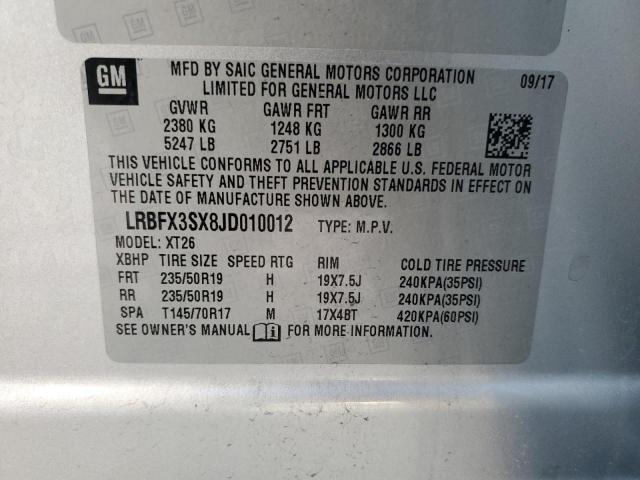 GM
MFD BY SAIC GENERAL MOTORS CORPORATION 09/17
LIMITED FOR GENERAL MOTORS LLC
GVWR GAWR FRT GAWR RR
2380 KG 1248 KG 1300 KG
5247 LB 2751 LB 2866 LB
THIS VEHICLE CONFORMS TO ALL APPLICABLE U.S. FEDERAL MOTOR
VEHICLE SAFETY AND THEFT PREVENTION STANDARDS IN EFFECT ON
THE DATE OF MANUFACTURE SHOWN ABOVE.
LRBFX3SX8JD010012 TYPE: M.P.V.
MODEL: XT26
XBHP TIRE SIZE SPEED RTG RIM COLD TIRE PRESSURE
FRT 235/50R19 H 19X7.5J 240KPA(35PSI)
RR 235/50R19 H 19X7.5J 240KPA(35PSI)
SPA T145/70R17 M 17X4BT 420KPA(60PSI)
SEE OWNER'S MANUAL FOR MORE INFORMATION.